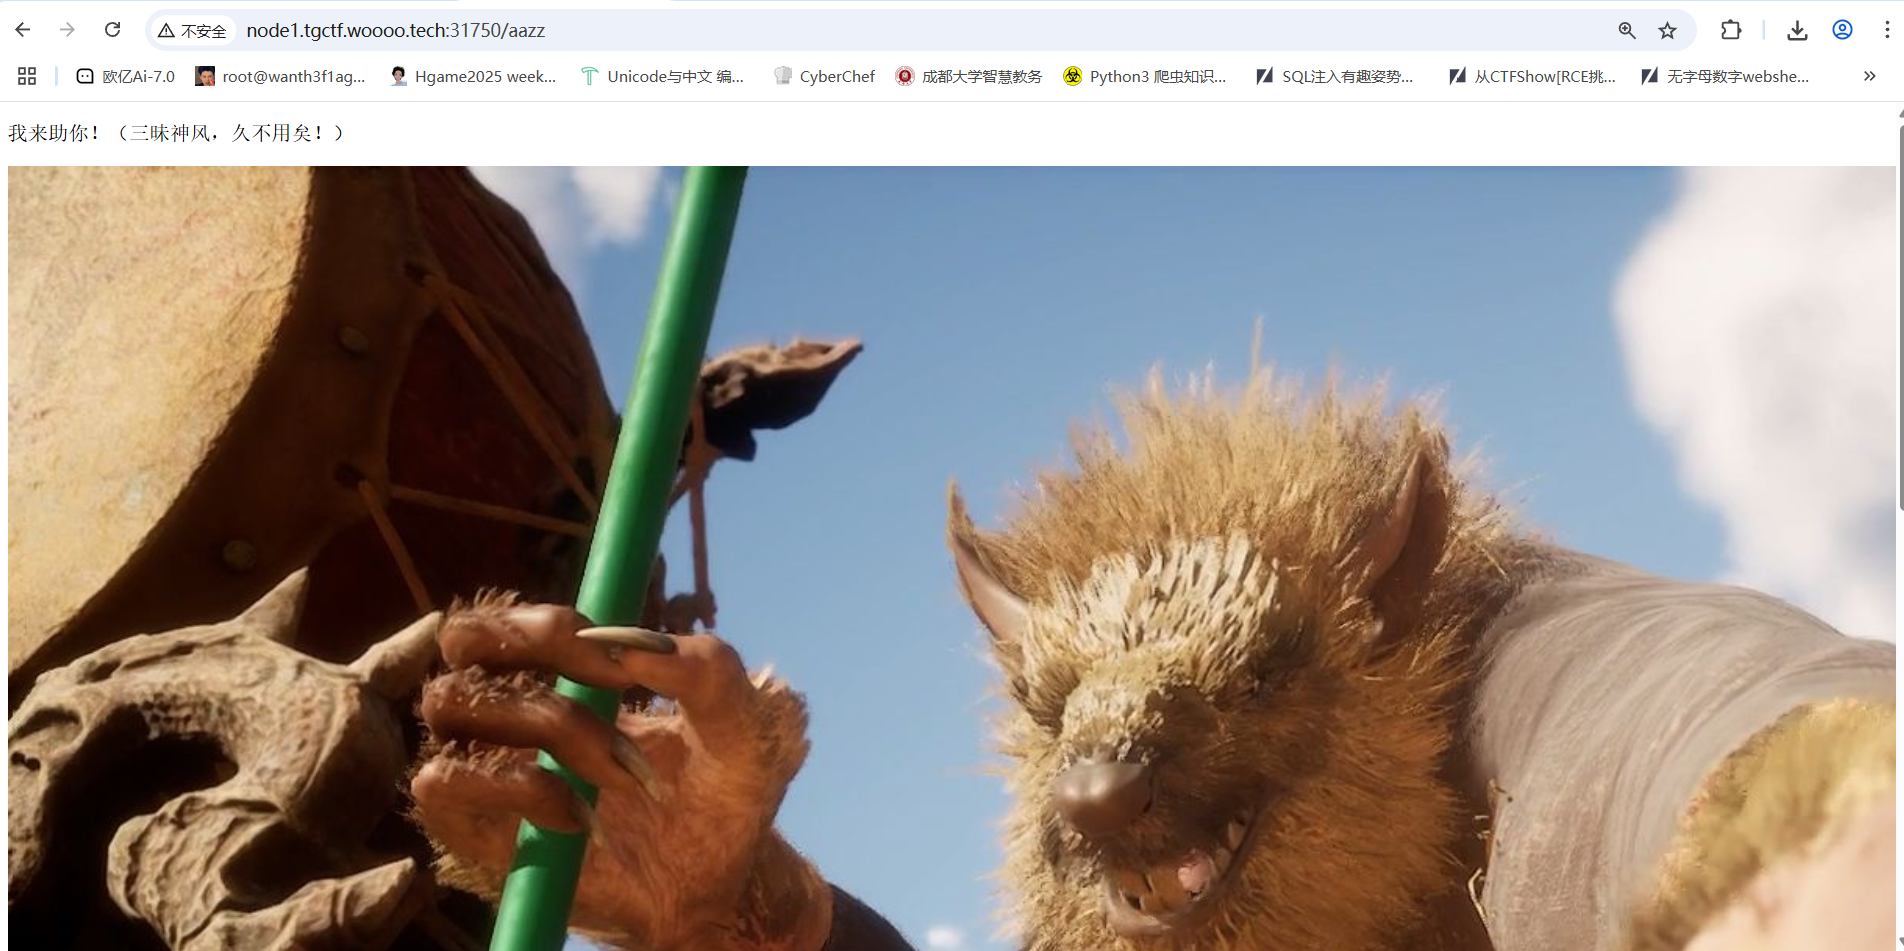 不安全 node1.tgctf.woooo.tech:31750/aazz
欧亿Ai-7.0 root@wanth3f1ag... Hgame2025 week... Unicode与中文 编... CyberChef 成都大学智慧教务 Python3 爬虫知识... SQL注入有趣姿势... 从CTFShow[RCE挑... 无字母数字webshe...
我来助你！（三昧神风，久不用矣！）